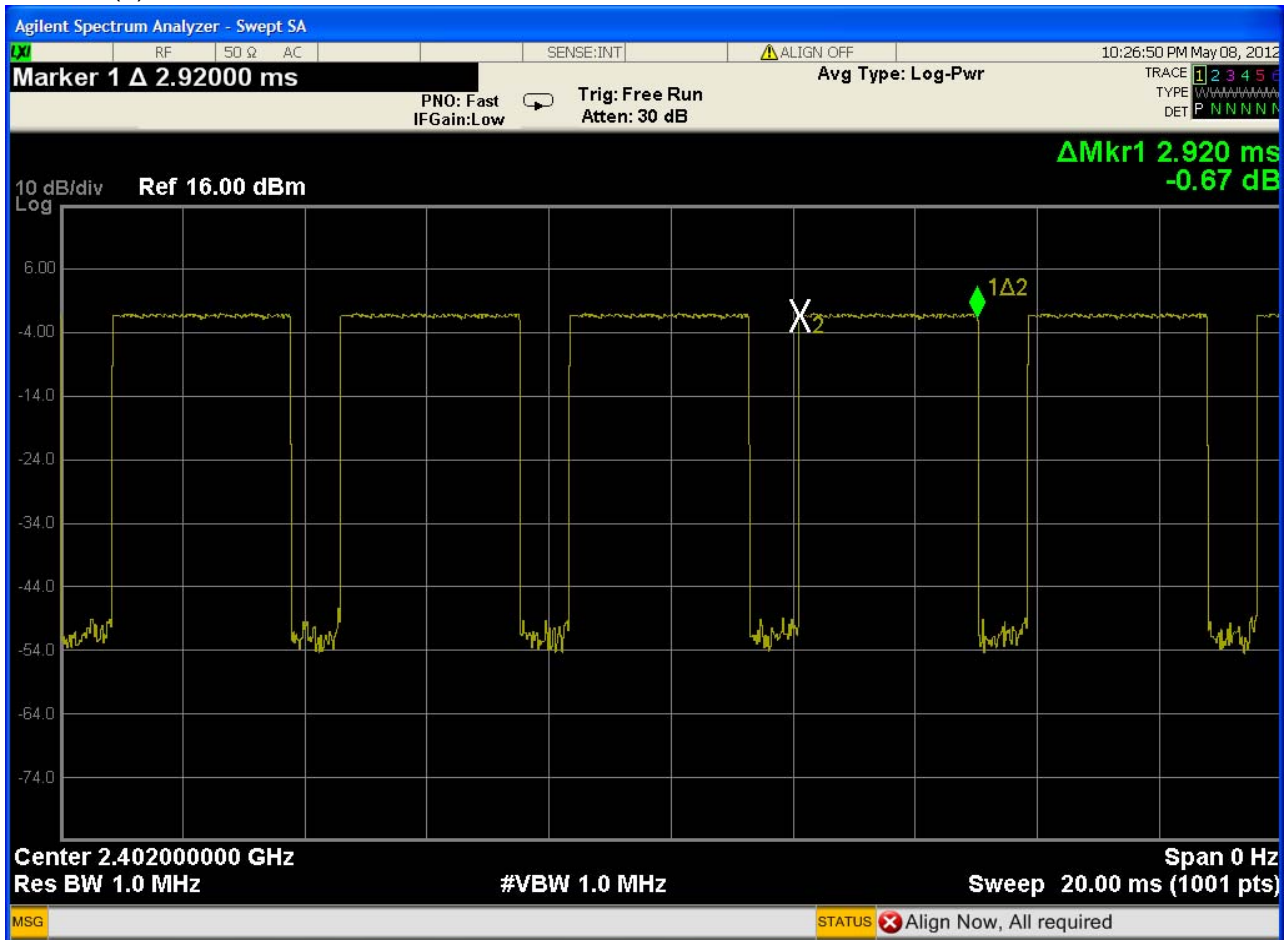 Agilent Spectrum Analyzer - Swept SA
LXI RF 50 Ω AC SENSE:INT ALIGN OFF 10:26:50 PM May 08, 2012
Marker 1 Δ 2.92000 ms
PNO: Fast
IFGain:Low
Trig: Free Run
Atten: 30 dB
Avg Type: Log-Pwr
TRACE 1 2 3 4 5 6
TYPE
DET P N N N N N
ΔMkr1 2.920 ms
-0.67 dB
10 dB/div Ref 16.00 dBm
Log
6.00
1Δ2
X2
-4.00
-14.0
-24.0
-34.0
-44.0
-54.0
-64.0
-74.0
Center 2.402000000 GHz Span 0 Hz
Res BW 1.0 MHz #VBW 1.0 MHz Sweep 20.00 ms (1001 pts)
MSG STATUS Align Now, All required